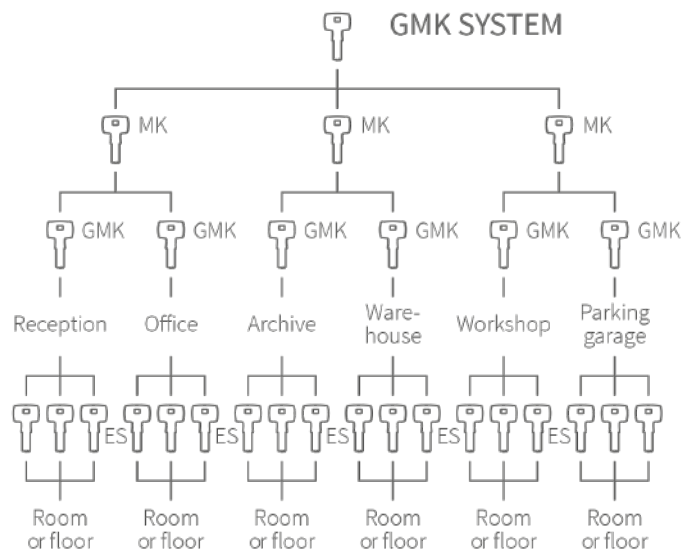 GMK SYSTEM
MK MK MK
GMK GMK GMK GMK GMK GMK
Reception Office Archive Ware-
house Workshop Parking
garage
ES ES ES ES ES
Room
or floor
Room
or floor
Room
or floor
Room
or floor
Room
or floor
Room
or floor